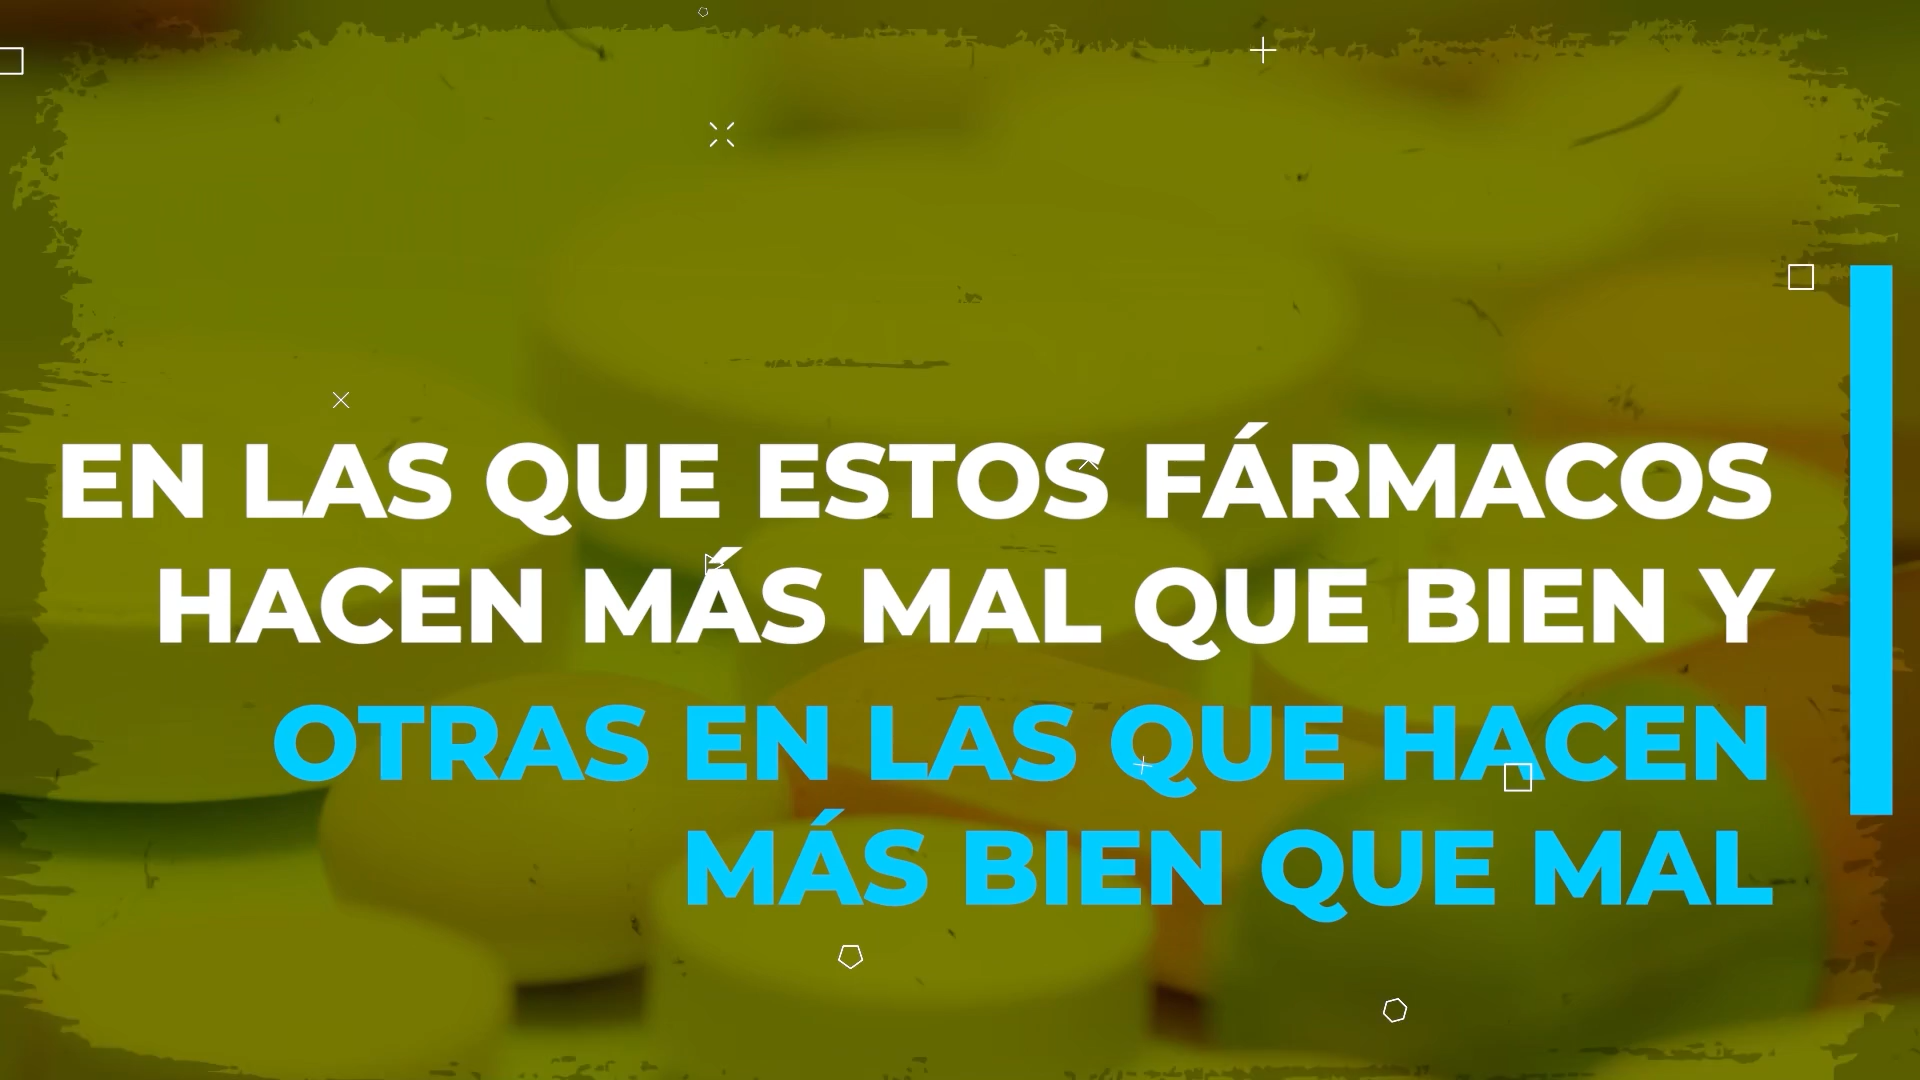 EN LAS QUE ESTOS FÁRMACOS
HACEN MÁS MAL QUE BIEN Y
OTRAS EN LAS QUE HACEN
MÁS BIEN QUE MAL